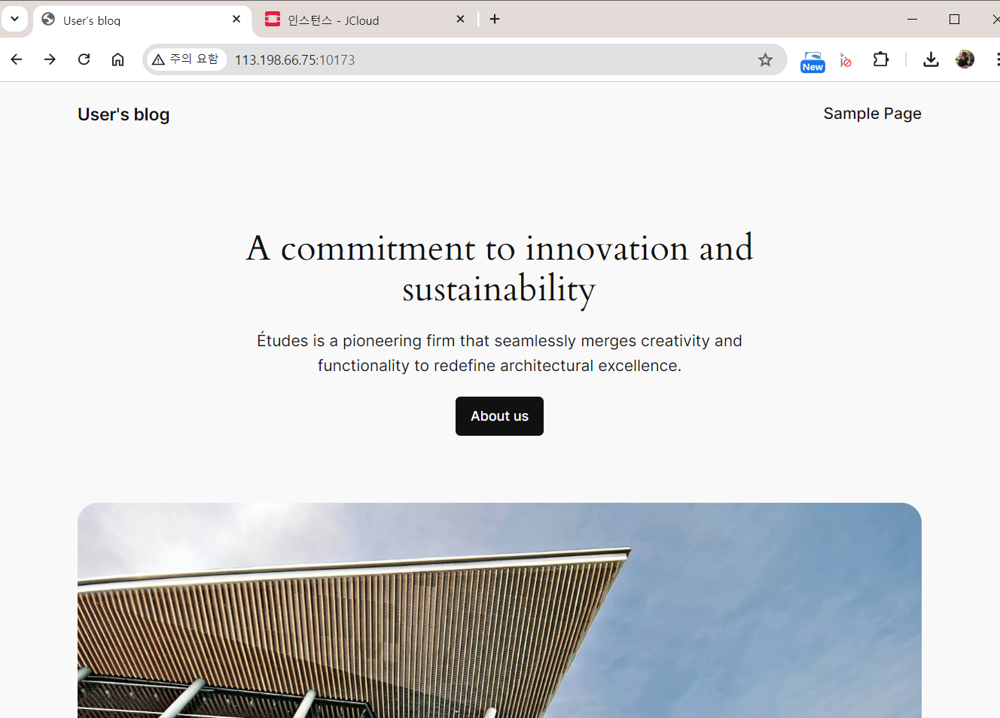 User's blog
인스턴스 - JCloud
주의 요함
113.198.66.75:10173
New
User's blog
Sample Page
A commitment to innovation and
sustainability
Études is a pioneering firm that seamlessly merges creativity and
functionality to redefine architectural excellence.
About us